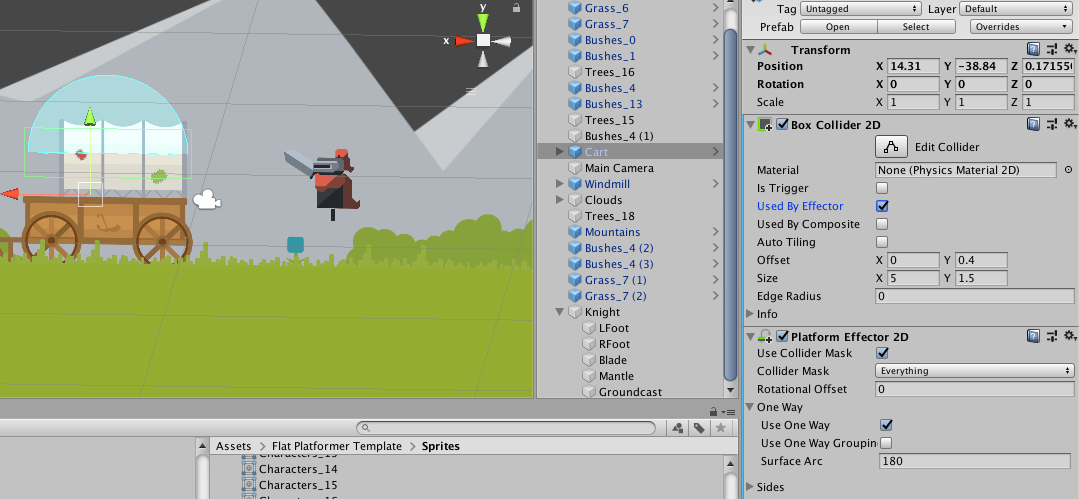 y
x
Grass_6
Grass_7
Bushes_0
Bushes_1
Trees_16
Bushes_4
Bushes_13
Trees_15
Bushes_4 (1)
Cart
Main Camera
Windmill
Clouds
Trees_18
Mountains
Bushes_4 (2)
Bushes_4 (3)
Grass_7 (1)
Grass_7 (2)
Knight
LFoot
RFoot
Blade
Mantle
Groundcast
Tag Untagged Layer Default
Prefab Open Select Overrides
Transform
Position X 14.31 Y -38.84 Z 0.171556
Rotation X 0 Y 0 Z 0
Scale X 1 Y 1 Z 1
Box Collider 2D
Edit Collider
Material None (Physics Material 2D)
Is Trigger
Used By Effector
Used By Composite
Auto Tiling
Offset X 0 Y 0.4
Size X 5 Y 1.5
Edge Radius 0
Info
Platform Effector 2D
Use Collider Mask
Collider Mask Everything
Rotational Offset 0
One Way
Use One Way
Use One Way Groupin
Surface Arc 180
Sides
Assets > Flat Platformer Template > Sprites
Characters_14
Characters_15